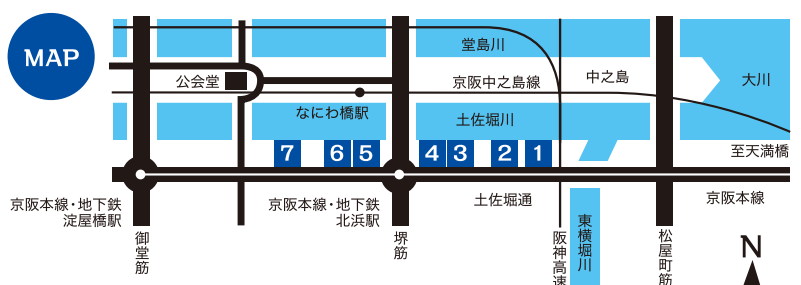 MAP
堂島川
公会堂
京阪中之島線
中之島
大川
なにわ橋駅
土佐堀川
7
6
5
4
3
2
1
至天満橋
京阪本線・地下鉄
淀屋橋駅
京阪本線・地下鉄
北浜駅
土佐堀通
京阪本線
御堂筋
堺筋
阪神高速
東横堀川
松屋町筋
N